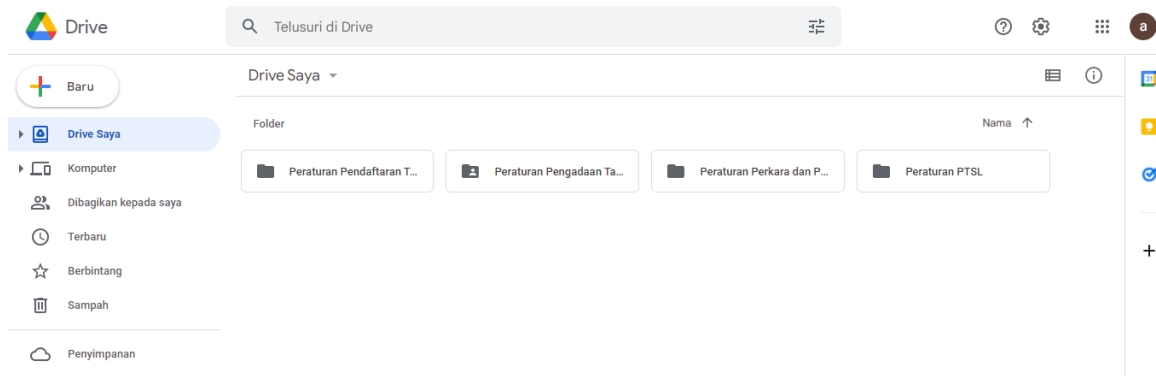 Drive
Telusuri di Drive
a
Baru
Drive Saya
Folder
Nama
Drive Saya
Komputer
Dibagikan kepada saya
Terbaru
Berbintang
Sampah
Penyimpanan
Peraturan Pendaftaran T...
Peraturan Pengadaan Ta...
Peraturan Perkara dan P...
Peraturan PTSL
31